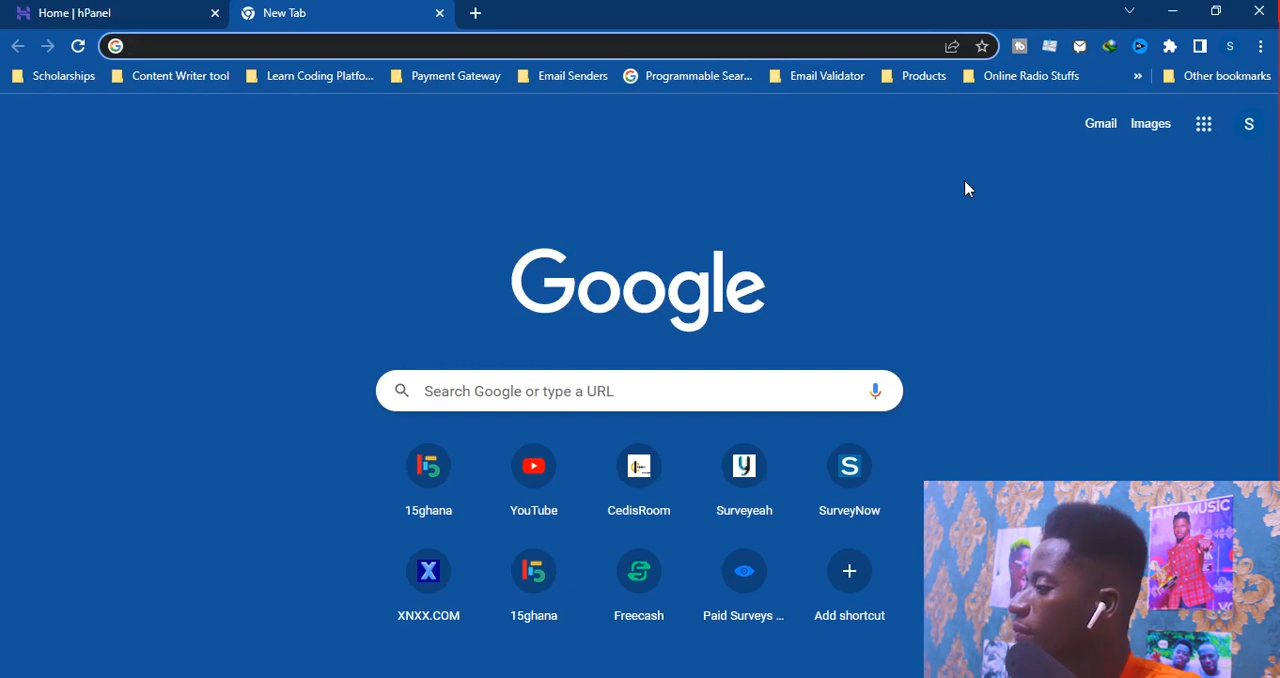 Home | hPanel
New Tab
Scholarships
Content Writer tool
Learn Coding Platfo...
Payment Gateway
Email Senders
Programmable Sear...
Email Validator
Products
Online Radio Stuffs
»
Other bookmarks
S
Gmail
Images
S
Google
Search Google or type a URL
15ghana
YouTube
CedisRoom
Surveyeah
SurveyNow
XNXX.COM
15ghana
Freecash
Paid Surveys ...
Add shortcut
MUSIC